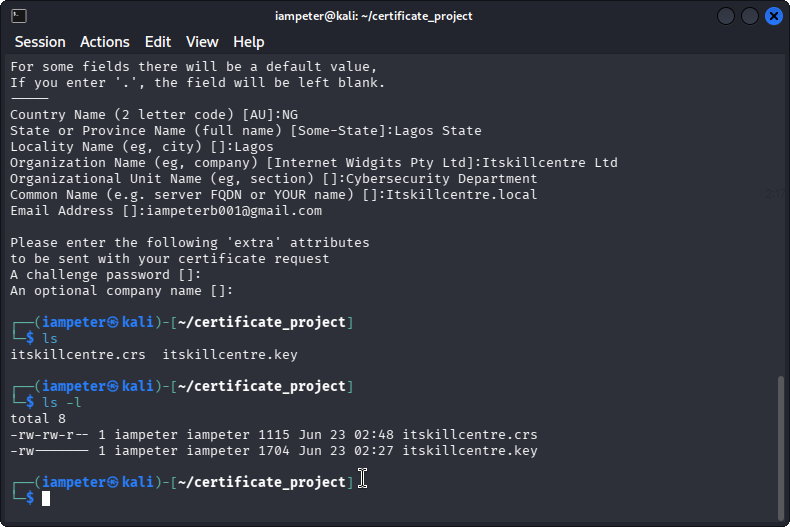 iampeter@kali: ~/certificate_project
Session Actions Edit View Help
For some fields there will be a default value,
If you enter '.', the field will be left blank.
-----
Country Name (2 letter code) [AU]:NG
State or Province Name (full name) [Some-State]:Lagos State
Locality Name (eg, city) []:Lagos
Organization Name (eg, company) [Internet Widgits Pty Ltd]:Itskillcentre Ltd
Organizational Unit Name (eg, section) []:Cybersecurity Department
Common Name (e.g. server FQDN or YOUR name) []:Itskillcentre.local
Email Address []:iampeterb001@gmail.com
Please enter the following 'extra' attributes
to be sent with your certificate request
A challenge password []:
An optional company name []:
┌──(iampeter㉿kali)-[~/certificate_project]
└─$ ls
itskillcentre.crs  itskillcentre.key
┌──(iampeter㉿kali)-[~/certificate_project]
└─$ ls -l
total 8
-rw-rw-r-- 1 iampeter iampeter 1115 Jun 23 02:48 itskillcentre.crs
-rw------- 1 iampeter iampeter 1704 Jun 23 02:27 itskillcentre.key
┌──(iampeter㉿kali)-[~/certificate_project]
└─$